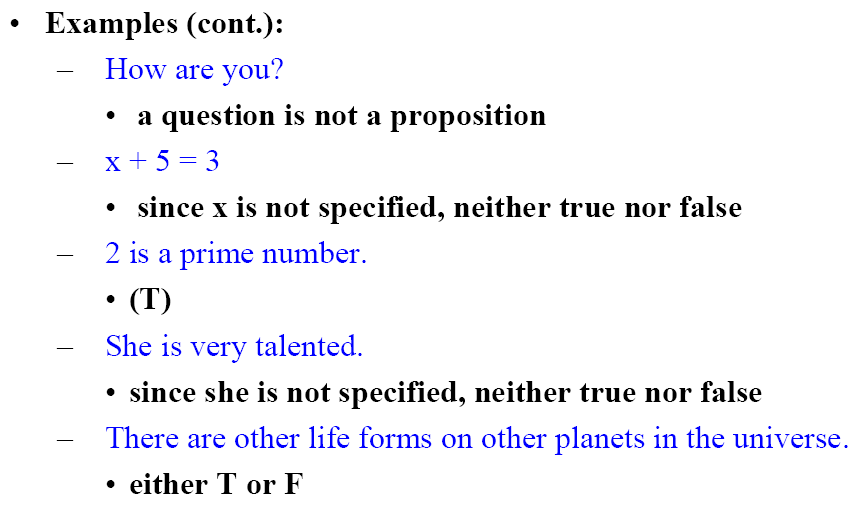 • Examples (cont.):
– How are you?
• a question is not a proposition
– x + 5 = 3
• since x is not specified, neither true nor false
– 2 is a prime number.
• (T)
– She is very talented.
• since she is not specified, neither true nor false
– There are other life forms on other planets in the universe.
• either T or F